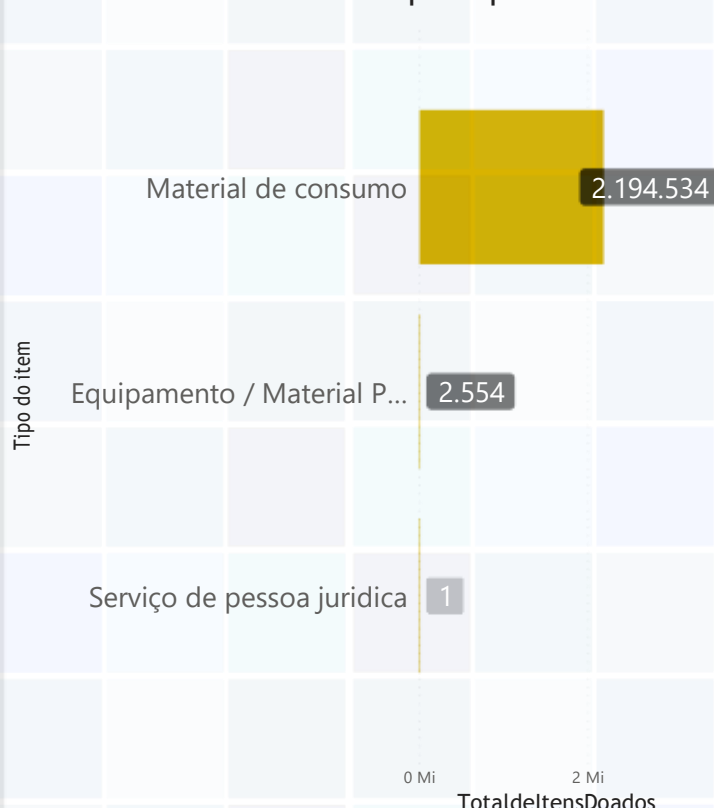 Material de consumo
2.194.534
Tipo do item
Equipamento / Material P...
2.554
Serviço de pessoa juridica
1
0 Mi
2 Mi
TotaldeItensDoados